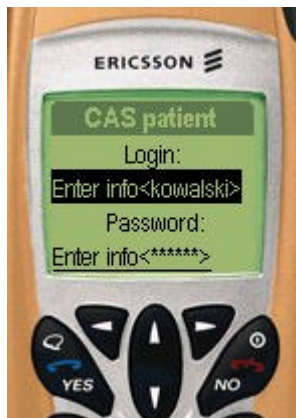 ERICSSON
CAS patient
Login:
Enter info<kowalski>
Password:
Enter info<******>
YES
NO